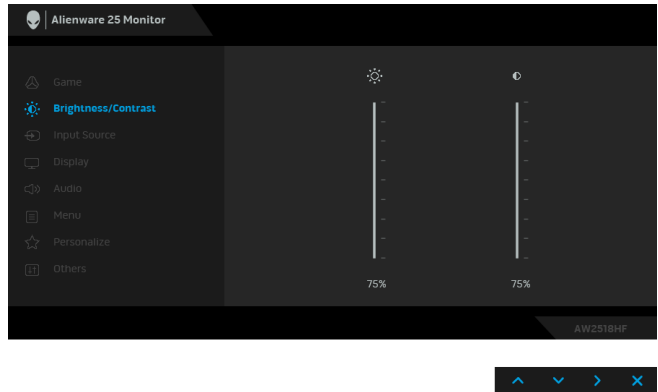 Alienware 25 Monitor
Game
Brightness/Contrast
Input Source
Display
Audio
Menu
Personalize
Others
75%
75%
AW2518HF